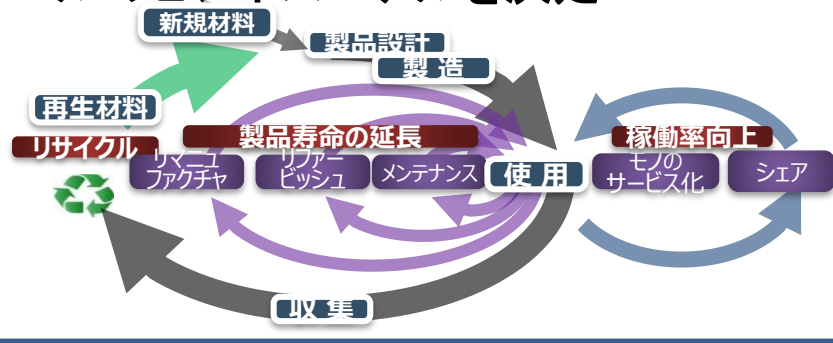 新規材料
製品設計
製造
再生材料
リサイクル
製品寿命の延長
稼働率向上
リマニュ
ファクチャ
リファー
ビッシュ
メンテナンス
使用
モノの
サービス化
シェア
収集